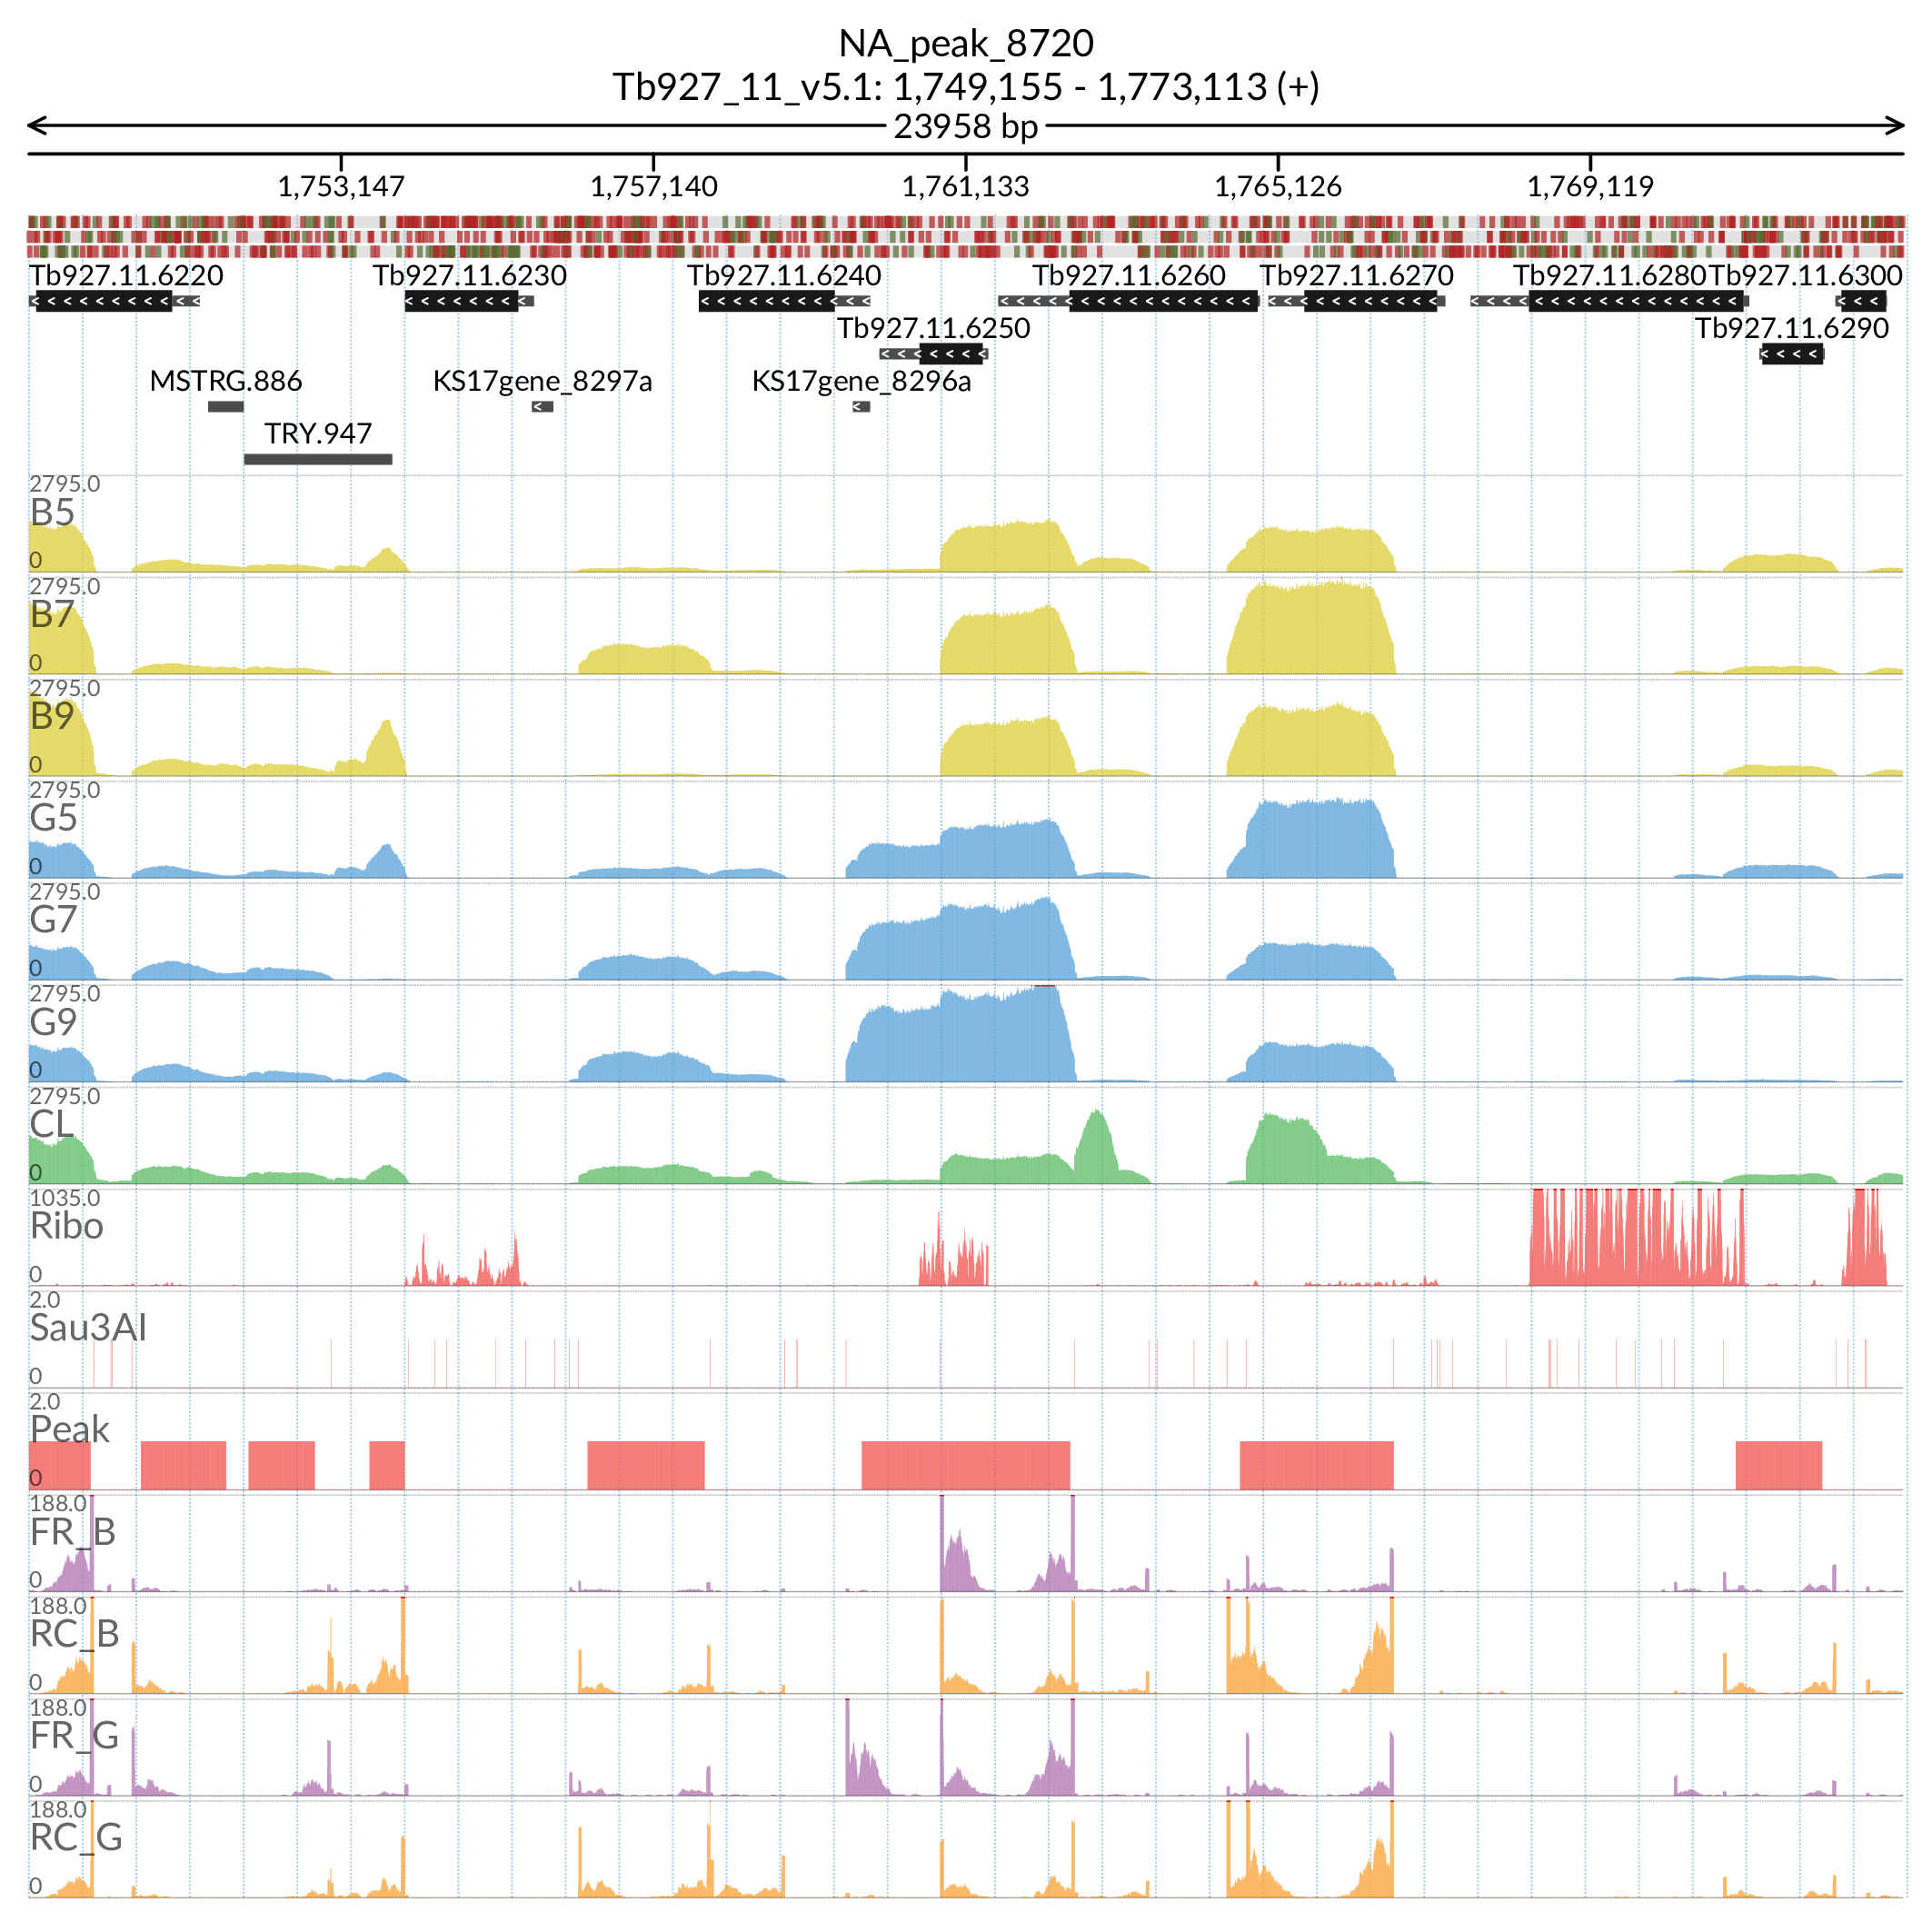 NA_peak_8720
Tb927_11_v5.1: 1,749,155 - 1,773,113 (+)
23958 bp
1,753,147 1,757,140 1,761,133 1,765,126 1,769,119
Tb927.11.6220 Tb927.11.6230 Tb927.11.6240 Tb927.11.6260 Tb927.11.6270 Tb927.11.6280 Tb927.11.6300
Tb927.11.6250 Tb927.11.6290
MSTRG.886 KS17gene_8297a KS17gene_8296a
TRY.947
2795.0
B5
0
2795.0
B7
0
2795.0
B9
0
2795.0
G5
0
2795.0
G7
0
2795.0
G9
0
2795.0
CL
0
1035.0
Ribo
0
2.0
Sau3AI
0
2.0
Peak
0
188.0
FR_B
0
188.0
RC_B
0
188.0
FR_G
0
188.0
RC_G
0